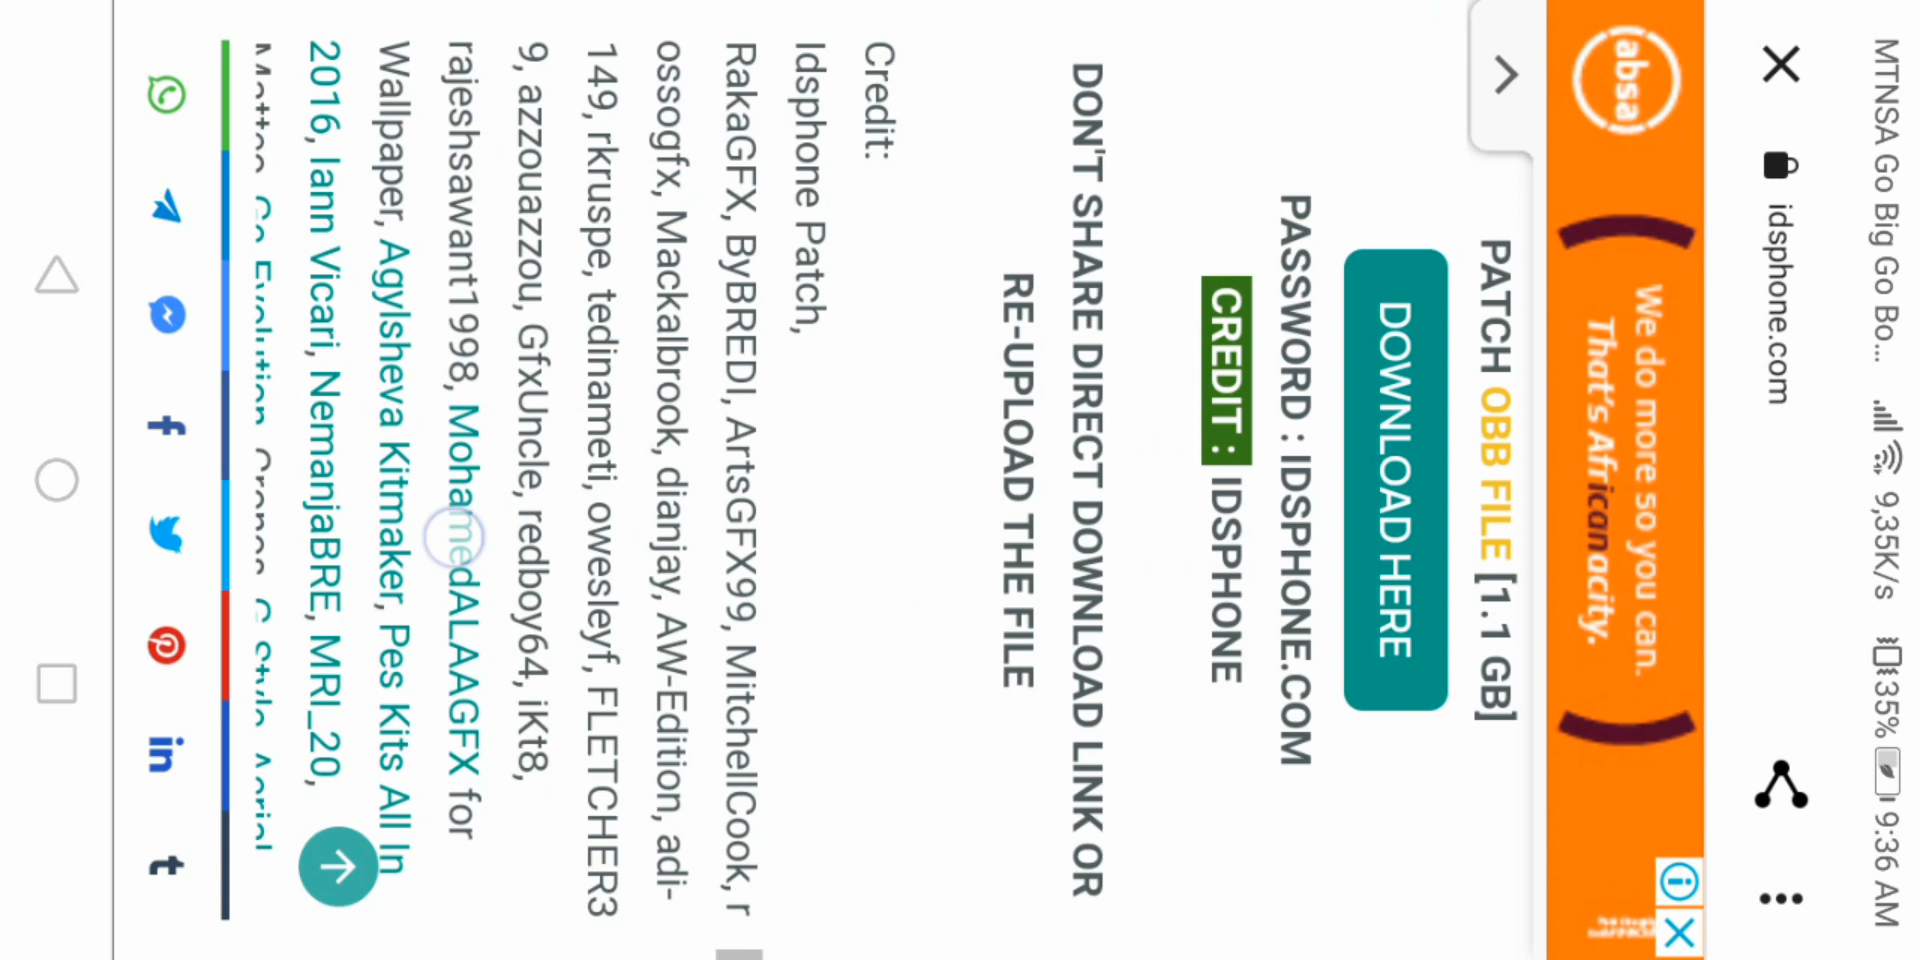 MTNSA Go Big Go Bo... 9,35K/s 35% 9:36 AM
idsphone.com
absa
We do more so you can.
That's Africanacity.
PATCH OBB FILE [1.1 GB]
DOWNLOAD HERE
PASSWORD : IDSPHONE.COM
CREDIT : IDSPHONE
DON'T SHARE DIRECT DOWNLOAD LINK OR
RE-UPLOAD THE FILE
Credit:
Idsphone Patch,
RakaGFX, ByBREDI, ArtsGFX99, MitchellCook, r
ossogfx, Mackalbrook, dianjay, AW-Edition, adi-
149, rkruspe, tedinameti, owesleyf, FLETCHER3
9, azzouazzou, GfxUncle, redboy64, iKt8,
rajeshsawant1998, MohamedALAAGFX for
Wallpaper, Agylsheva Kitmaker, Pes Kits All In
2016, Iann Vicari, NemanjaBRE, MRI_20,